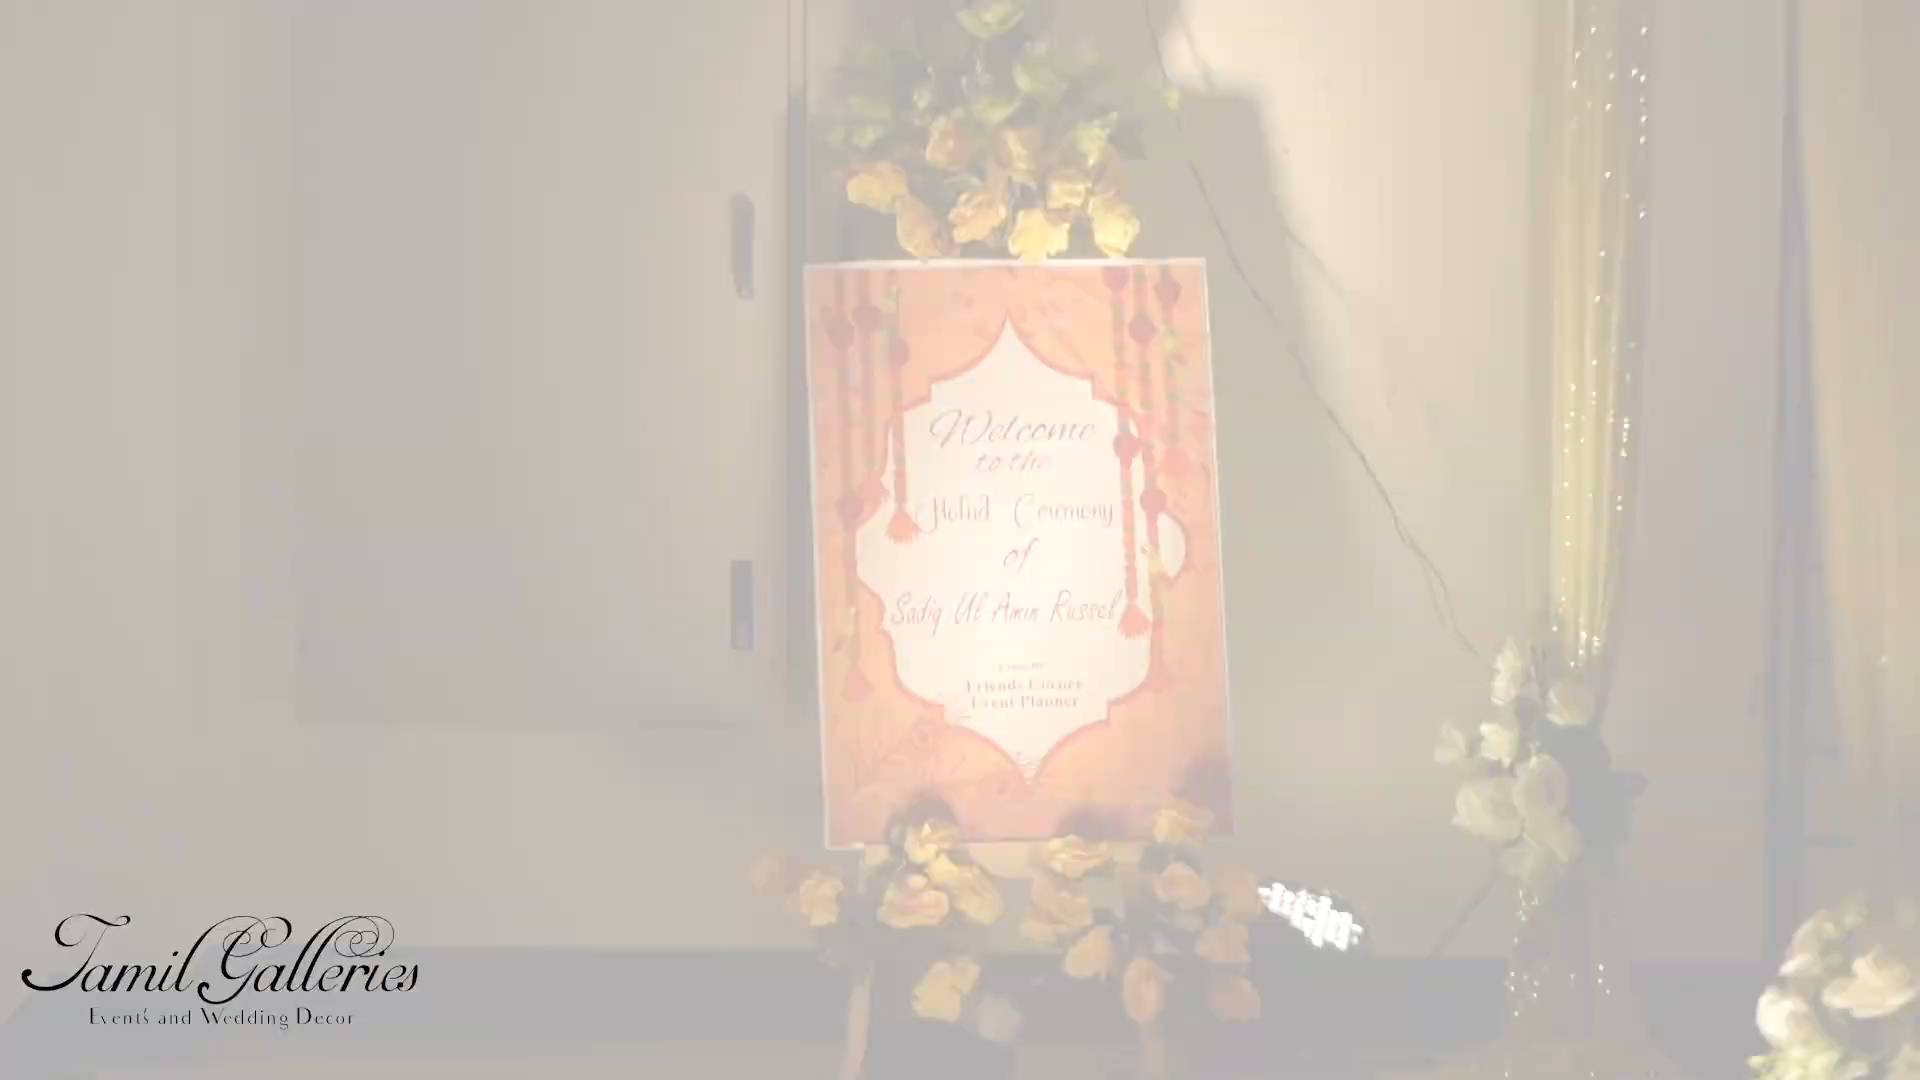 Welcome
to the
Holud Ceremony
of
Sadiq Ul Amin Russel
Friends Corner
Event Planner
Tamil Galleries
Events and Wedding Decor